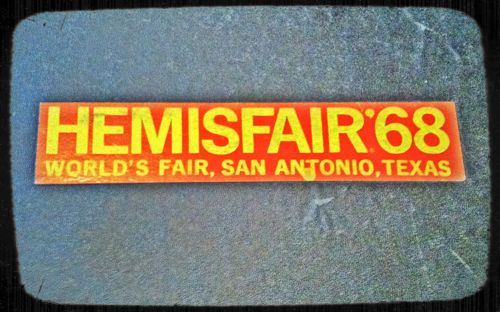 HEMISFAIR'68
WORLD'S FAIR, SAN ANTONIO, TEXAS